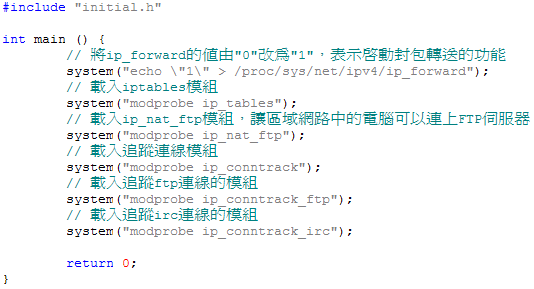 #include "initial.h"

int main () {
        // 將ip_forward的值由"0"改為"1"，表示啓動封包轉送的功能
        system("echo \"1\" > /proc/sys/net/ipv4/ip_forward");
        // 載入iptables模組
        system("modprobe ip_tables");
        // 載入ip_nat_ftp模組，讓區域網路中的電腦可以連上FTP伺服器
        system("modprobe ip_nat_ftp");
        // 載入追蹤連線模組
        system("modprobe ip_conntrack");
        // 載入追蹤ftp連線的模組
        system("modprobe ip_conntrack_ftp");
        // 載入追蹤irc連線的模組
        system("modprobe ip_conntrack_irc");

        return 0;
}